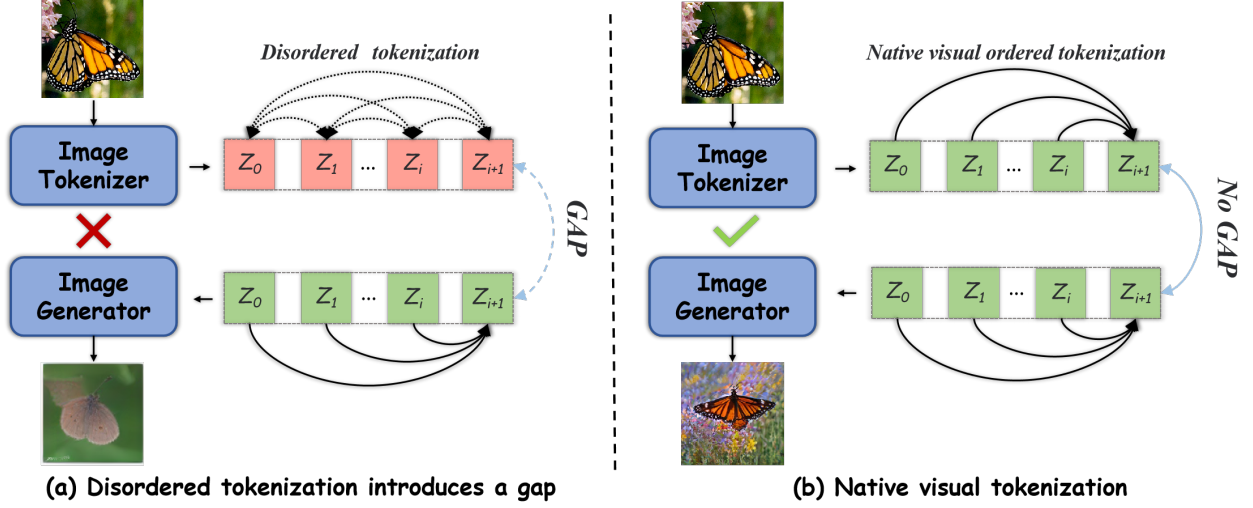 Disordered tokenization
Image
Tokenizer
Z0 Z1 ... Zi Zi+1
GAP
Image
Generator
Z0 Z1 ... Zi Zi+1
(a) Disordered tokenization introduces a gap
Native visual ordered tokenization
Image
Tokenizer
Z0 Z1 ... Zi Zi+1
No GAP
Image
Generator
Z0 Z1 ... Zi Zi+1
(b) Native visual tokenization